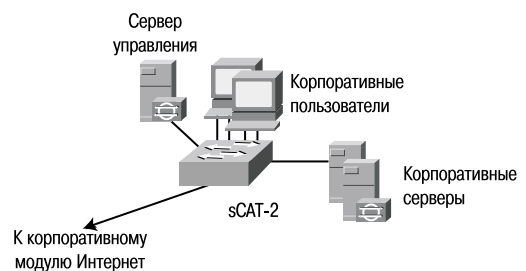 Сервер
управления
Корпоративные
пользователи
Корпоративные
серверы
sCAT-2
К корпоративному
модулю Интернет